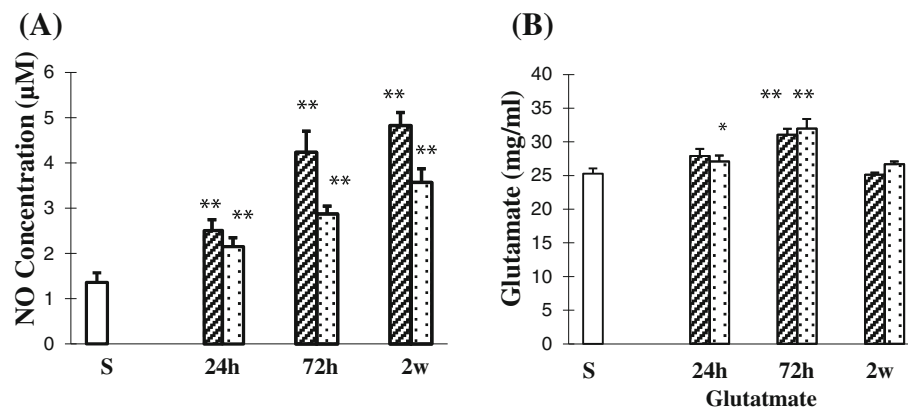 (A)
NO Concentration (µM)
6
5
4
3
2
1
0
** ** ** ** ** **
S 24h 72h 2w
(B)
Glutamate (mg/ml)
40
35
30
25
20
15
10
5
0
* ** **
S 24h 72h 2w
Glutatmate